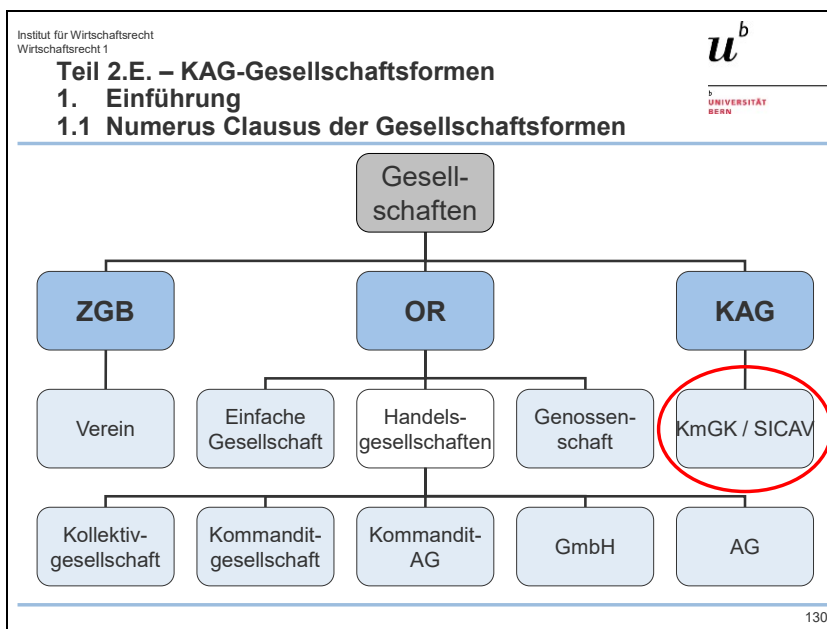 Institut für Wirtschaftsrecht
Wirtschaftsrecht 1
Teil 2.E. – KAG-Gesellschaftsformen
1. Einführung
1.1 Numerus Clausus der Gesellschaftsformen
u^b
b
UNIVERSITÄT
BERN
Gesell-
schaften
ZGB
OR
KAG
Verein
Einfache
Gesellschaft
Handels-
gesellschaften
Genossen-
schaft
KmGK / SICAV
Kollektiv-
gesellschaft
Kommandit-
gesellschaft
Kommandit-
AG
GmbH
AG
130